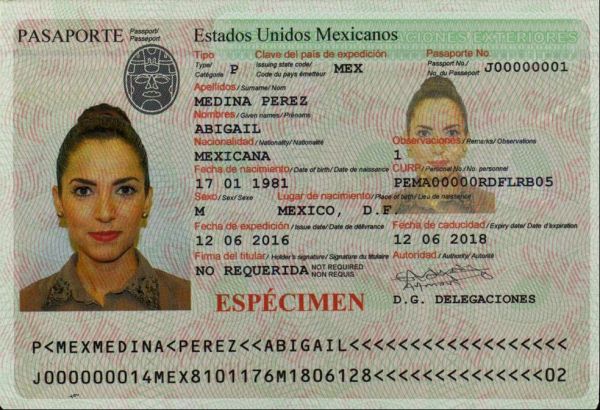 PASAPORTE Passport/ Passeport Estados Unidos Mexicanos
RELACIONES EXTERIORES
Tipo Clave del país de expedición Pasaporte No.
Type/ Issuing state code/ Passport No./
Catégorie P Code du pays émetteur MEX No. du Passeport J00000001
Apellidos/ Surname/ Nom
MEDINA PEREZ
Nombres/ Given names/ Prénoms
ABIGAIL
Nacionalidad/ Nationality/ Nationalité Observaciones/ Remarks/ Observations
MEXICANA 1
Fecha de nacimiento/ Date of birth/ Date de naissance CURP/ Personal No./ No. personnel
17 01 1981 PEMA00000RDFLRB05
Sexo/ Sex/ Sexe Lugar de nacimiento/ Place of birth/ Lieu de naissance
M MEXICO, D.F.
Fecha de expedición/ Issue date/ Date de délivrance Fecha de caducidad/ Expiry date/ Date d'expiration
12 06 2016 12 06 2018
Firma del titular/ Holder's signature/ Signature du titulaire Autoridad/ Authority/ Autorité
NO REQUERIDA NOT REQUIRED
NON REQUIS
ESPÉCIMEN D.G. DELEGACIONES
P<MEXMEDINA<PEREZ<<ABIGAIL<<<<<<<<<<<<<<<<<<
J000000014MEX8101176M1806128<<<<<<<<<<<<<<02